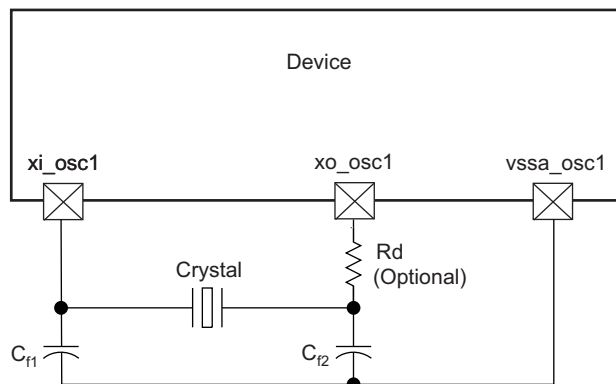 Device
xi_osc1
xo_osc1
vssa_osc1
Rd
(Optional)
Crystal
Cf1
Cf2